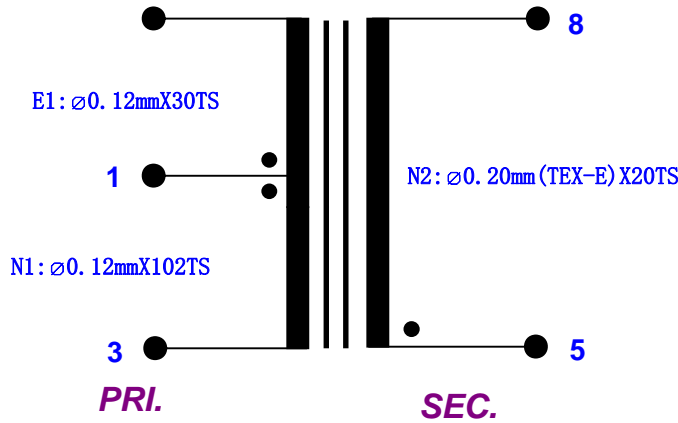 8
E1: ⌀0.12mmX30TS
1
N2: ⌀0.20mm(TEX-E)X20TS
N1: ⌀0.12mmX102TS
3
5
PRI.
SEC.